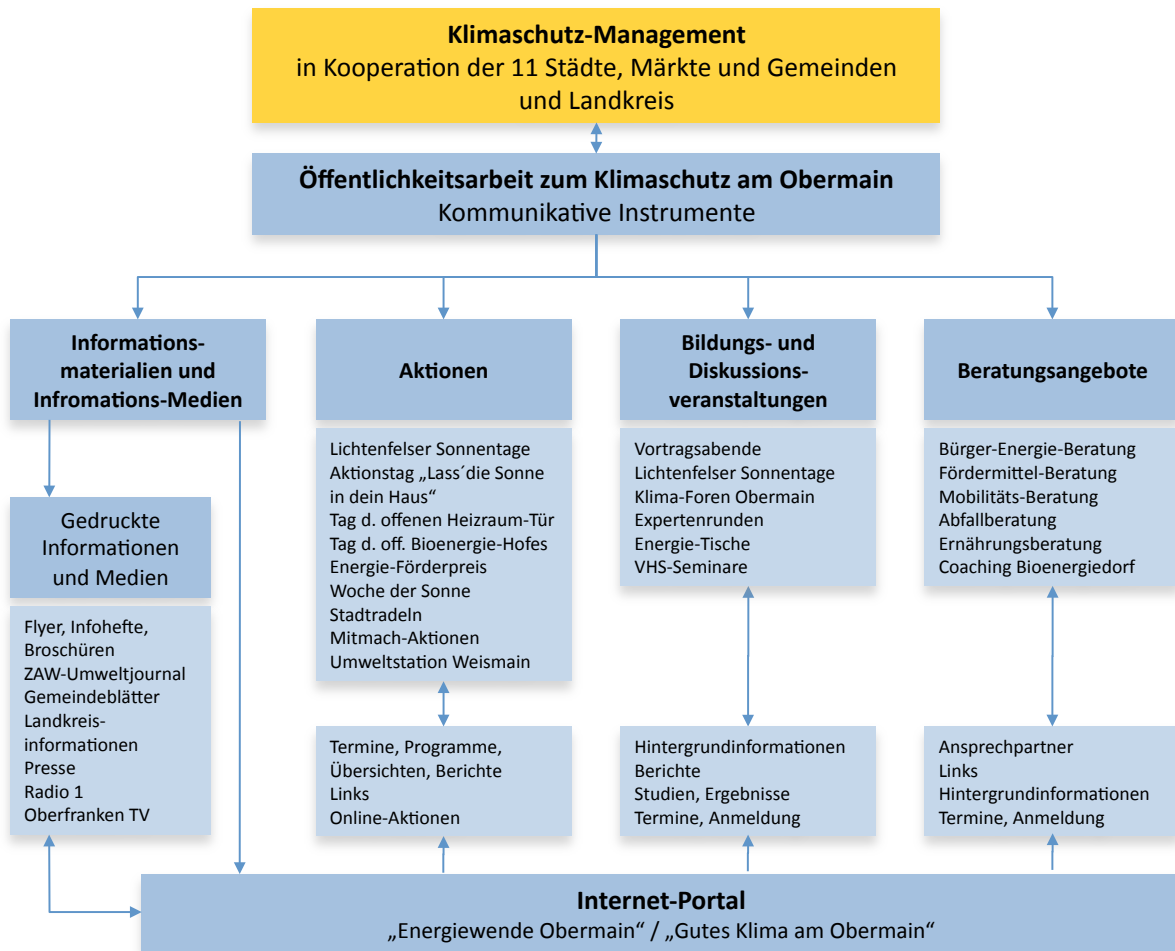 Klimaschutz-Management
in Kooperation der 11 Städte, Märkte und Gemeinden
und Landkreis
Öffentlichkeitsarbeit zum Klimaschutz am Obermain
Kommunikative Instrumente
Informations-
materialien und
Infromations-Medien
Gedruckte
Informationen
und Medien
Flyer, Infohefte,
Broschüren
ZAW-Umweltjournal
Gemeindeblätter
Landkreis-
informationen
Presse
Radio 1
Oberfranken TV
Aktionen
Lichtenfelser Sonnentage
Aktionstag „Lass´die Sonne
in dein Haus“
Tag d. offenen Heizraum-Tür
Tag d. off. Bioenergie-Hofes
Energie-Förderpreis
Woche der Sonne
Stadtradeln
Mitmach-Aktionen
Umweltstation Weismain
Termine, Programme,
Übersichten, Berichte
Links
Online-Aktionen
Bildungs- und
Diskussions-
veranstaltungen
Vortragsabende
Lichtenfelser Sonnentage
Klima-Foren Obermain
Expertenrunden
Energie-Tische
VHS-Seminare
Hintergrundinformationen
Berichte
Studien, Ergebnisse
Termine, Anmeldung
Beratungsangebote
Bürger-Energie-Beratung
Fördermittel-Beratung
Mobilitäts-Beratung
Abfallberatung
Ernährungsberatung
Coaching Bioenergiedorf
Ansprechpartner
Links
Hintergrundinformationen
Termine, Anmeldung
Internet-Portal
„Energiewende Obermain“ / „Gutes Klima am Obermain“